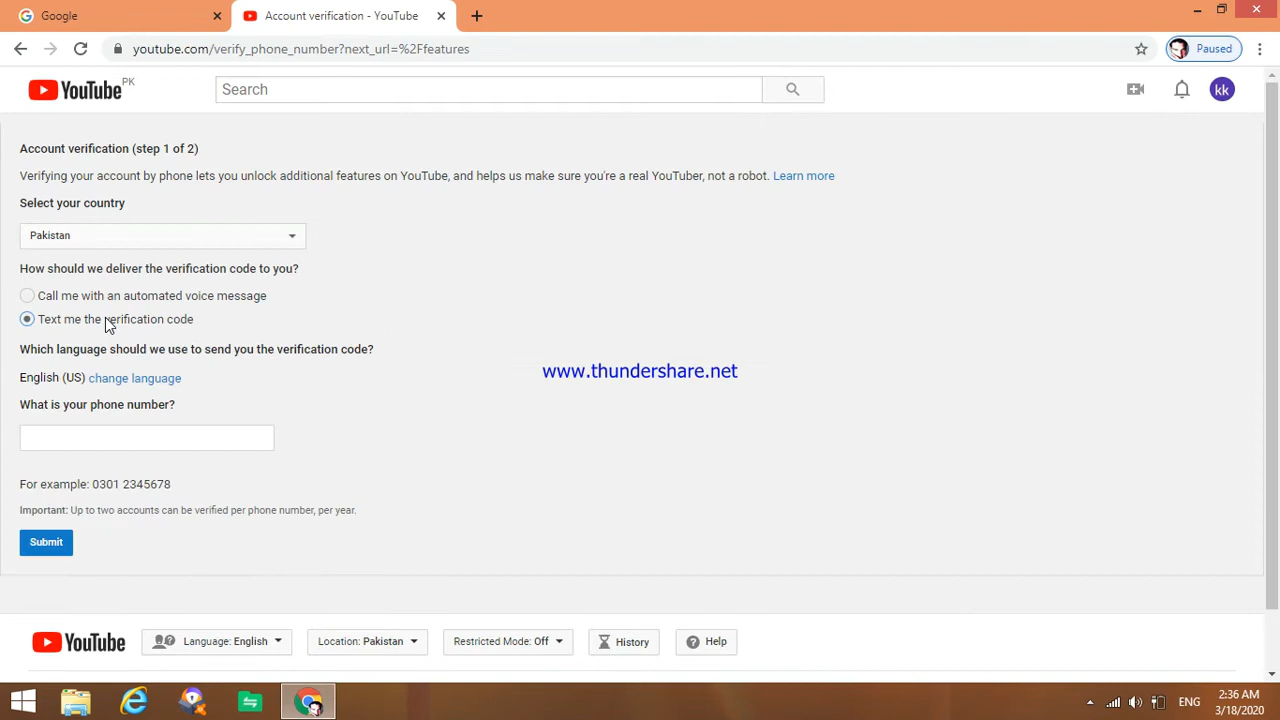 Google
Account verification - YouTube
youtube.com/verify_phone_number?next_url=%2Ffeatures
Paused
YouTube PK
Search
kk
Account verification (step 1 of 2)
Verifying your account by phone lets you unlock additional features on YouTube, and helps us make sure you're a real YouTuber, not a robot. Learn more
Select your country
Pakistan
How should we deliver the verification code to you?
Call me with an automated voice message
Text me the verification code
Which language should we use to send you the verification code?
www.thundershare.net
English (US) change language
What is your phone number?
For example: 0301 2345678
Important: Up to two accounts can be verified per phone number, per year.
Submit
YouTube
Language: English
Location: Pakistan
Restricted Mode: Off
History
Help
ENG
2:36 AM
3/18/2020